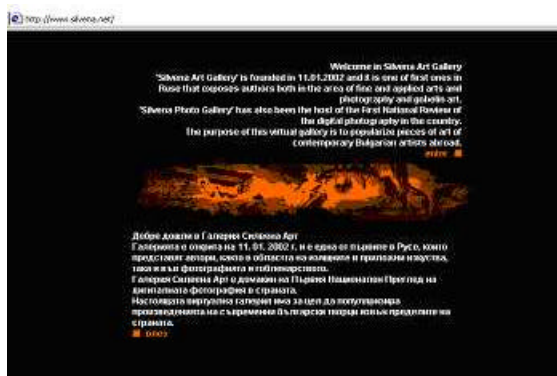 http://www.silvena.net/
Welcome in Silvena Art Gallery
'Silvena Art Gallery' is founded in 11.01.2002 and it is one of first ones in
Ruse that exposes authors both in the area of fine and applied arts and
photography and gobelin art.
'Silvena Photo Gallery' has also been the host of the First National Review of
the digital photography in the country.
The purpose of this virtual gallery is to popularize pieces of art of
contemporary Bulgarian artists abroad.
entre
Добре дошли в Галерия Силвена Арт
Галерията е открита на 11. 01. 2002 г. и е една от първите в Русе, които
представят автори, както в областта на изящните и приложни изкуства,
така и във фотографията и гобленарството.
Галерия Силвена Арт е домакин на Първия Национален Преглед на
дигиталната фотография в страната.
Настоящата виртуална галерия има за цел да популяризира
произведенията на съвременни български творци извън пределите на
страната.
влез